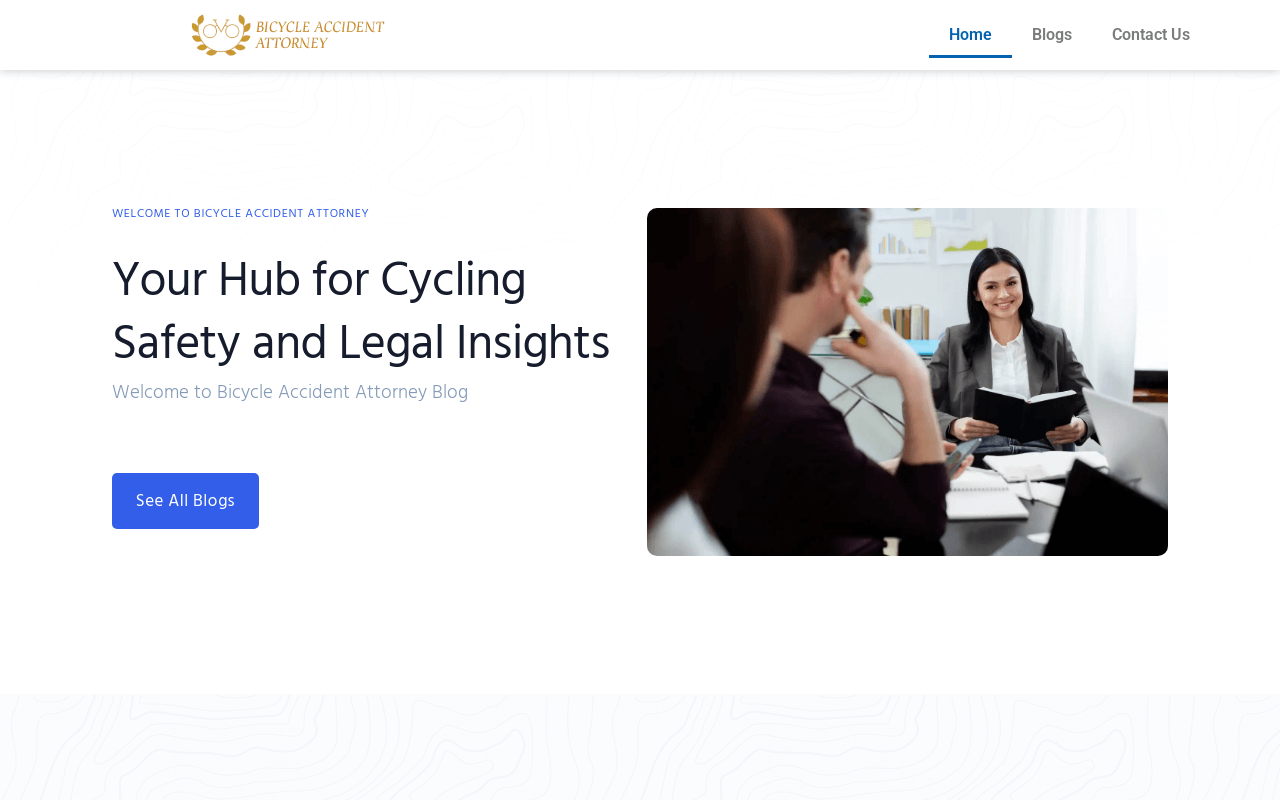 BICYCLE ACCIDENT
ATTORNEY
Home
Blogs
Contact Us
WELCOME TO BICYCLE ACCIDENT ATTORNEY
Your Hub for Cycling
Safety and Legal Insights
Welcome to Bicycle Accident Attorney Blog
See All Blogs